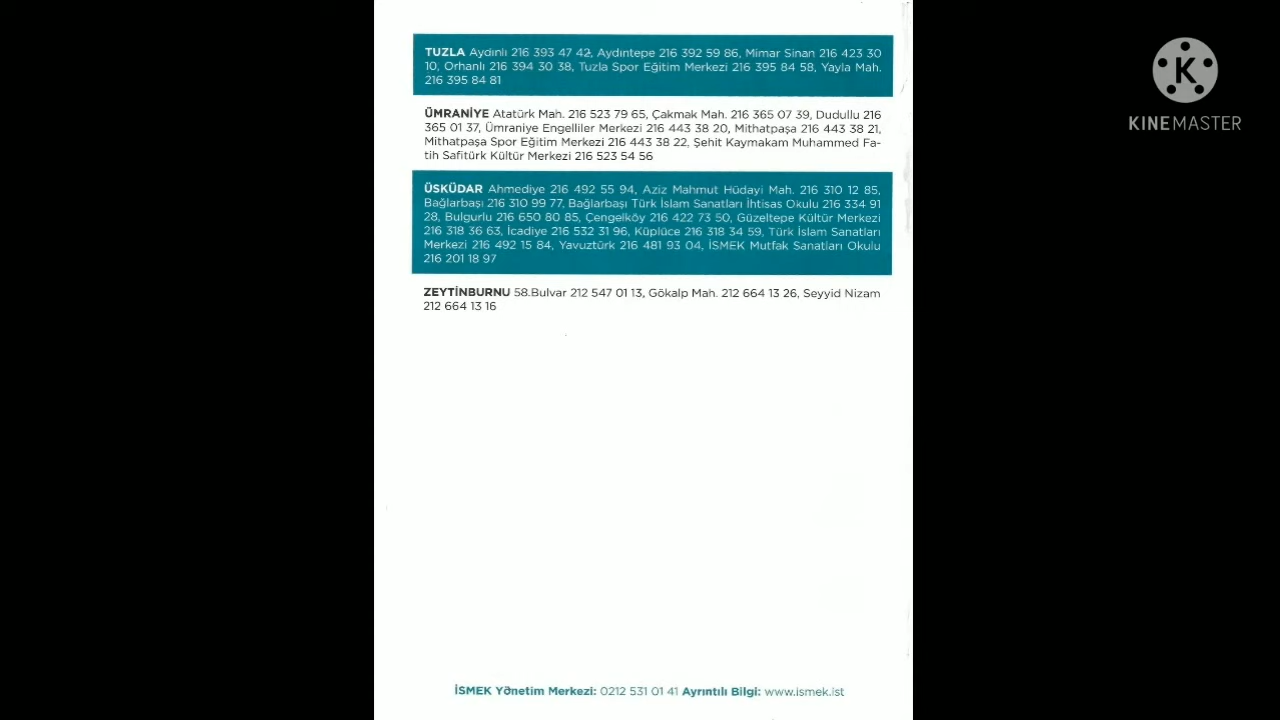 TUZLA Aydınlı 216 393 47 42, Aydıntepe 216 392 59 86, Mimar Sinan 216 423 30
10, Orhanlı 216 394 30 38, Tuzla Spor Eğitim Merkezi 216 395 84 58, Yayla Mah.
216 395 84 81
ÜMRANİYE Atatürk Mah. 216 523 79 65, Çakmak Mah. 216 365 07 39, Dudullu 216
365 01 37, Ümraniye Engelliler Merkezi 216 443 38 20, Mithatpaşa 216 443 38 21,
Mithatpaşa Spor Eğitim Merkezi 216 443 38 22, Şehit Kaymakam Muhammed Fa-
tih Safitürk Kültür Merkezi 216 523 54 56
ÜSKÜDAR Ahmediye 216 492 55 94, Aziz Mahmut Hüdayi Mah. 216 310 12 85,
Bağlarbaşı 216 310 99 77, Bağlarbaşı Türk İslam Sanatları İhtisas Okulu 216 334 91
28, Bulgurlu 216 650 80 85, Çengelköy 216 422 73 50, Güzeltepe Kültür Merkezi
216 318 36 63, İcadiye 216 532 31 96, Küplüce 216 318 34 59, Türk İslam Sanatları
Merkezi 216 492 15 84, Yavuztürk 216 481 93 04, İSMEK Mutfak Sanatları Okulu
216 201 18 97
ZEYTİNBURNU 58.Bulvar 212 547 01 13, Gökalp Mah. 212 664 13 26, Seyyid Nizam
212 664 13 16
İSMEK Yönetim Merkezi: 0212 531 01 41 Ayrıntılı Bilgi: www.ismek.ist
K
KINEMASTER